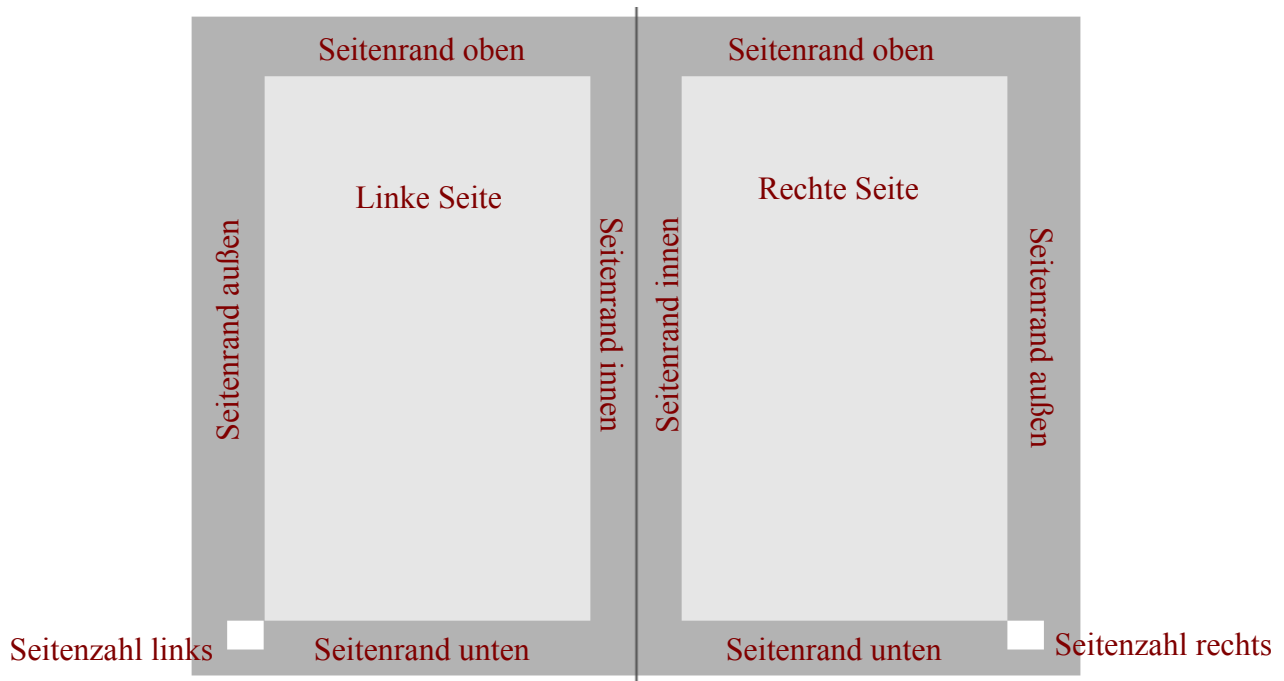 Seitenrand oben
Seitenrand oben
Linke Seite
Rechte Seite
Seitenrand außen
Seitenrand innen
Seitenrand innen
Seitenrand außen
Seitenzahl links
Seitenrand unten
Seitenrand unten
Seitenzahl rechts